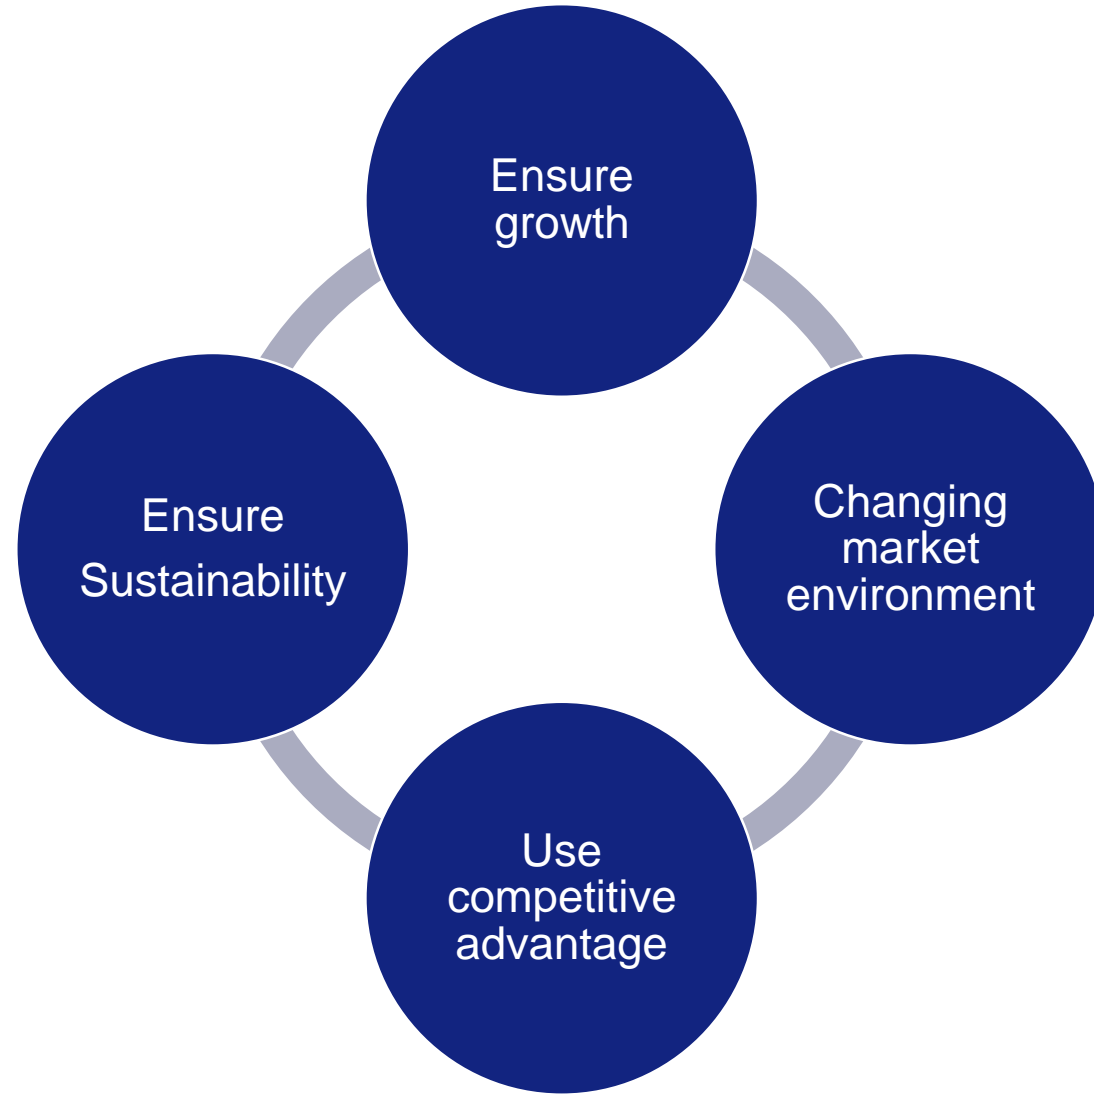 Ensure
growth
Ensure
Sustainability
Changing
market
environment
Use
competitive
advantage